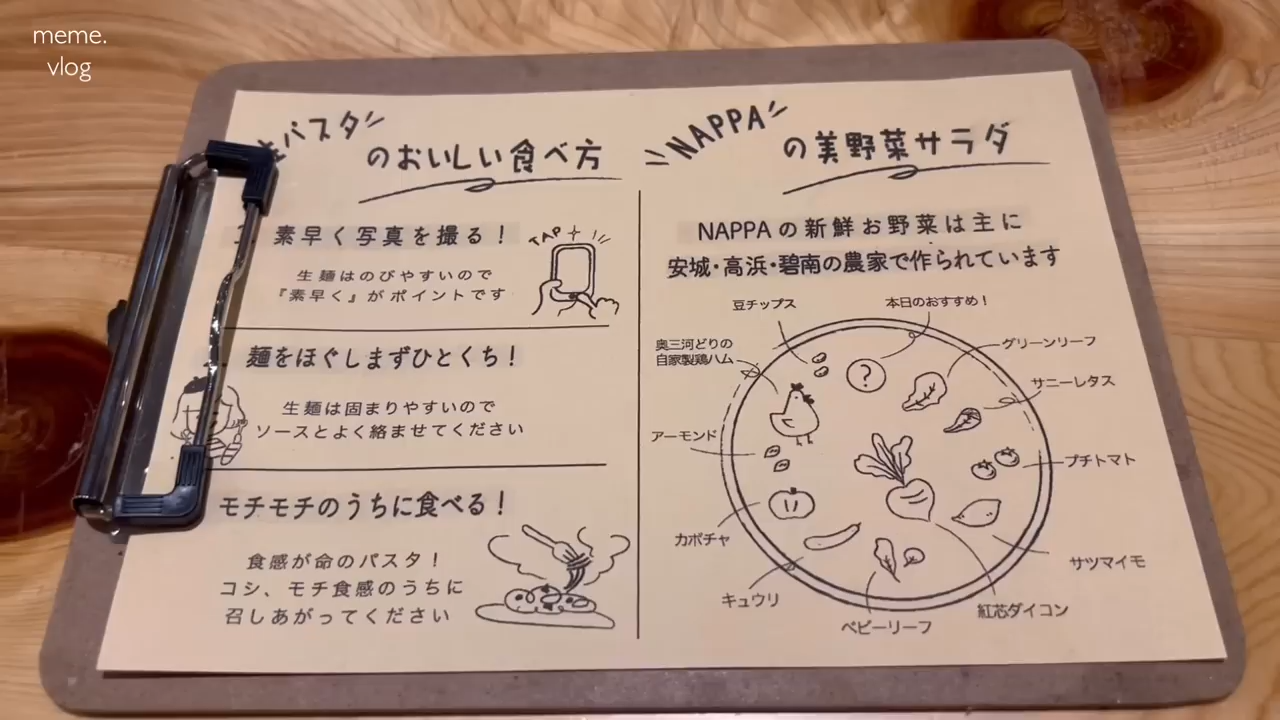 meme.
vlog
生パスタ
のおいしい食べ方
素早く写真を撮る!
TAP
生麺はのびやすいので
『素早く』がポイントです
麺をほぐしまずひとくち!
生麺は固まりやすいので
ソースとよく絡ませてください
モチモチのうちに食べる!
食感が命のパスタ!
コシ、モチ食感のうちに
召しあがってください
NAPPA
の美野菜サラダ
NAPPAの新鮮お野菜は主に
安城・高浜・碧南の農家で作られています
豆チップス
本日のおすすめ!
奥三河どりの
自家製鶏ハム
?
グリーンリーフ
サニーレタス
アーモンド
プチトマト
カボチャ
サツマイモ
キュウリ
紅芯ダイコン
ベビーリーフ